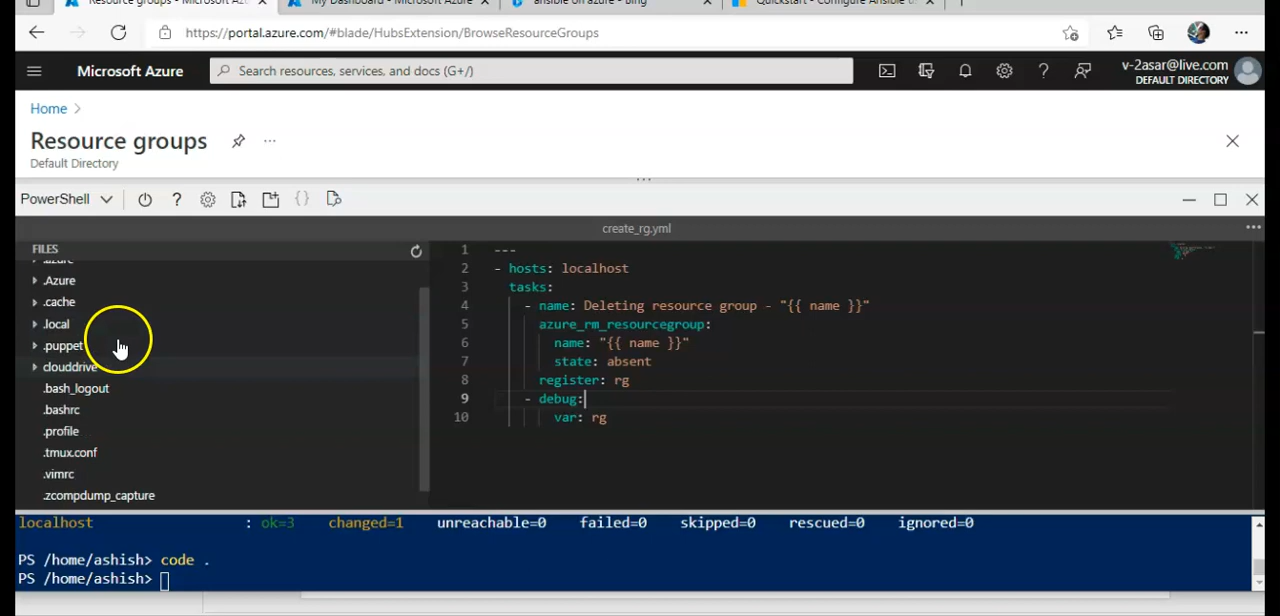 Resource groups - Microsoft Az
My Dashboard - Microsoft Azure
ansible on azure - Bing
Quickstart - Configure Ansible
https://portal.azure.com/#blade/HubsExtension/BrowseResourceGroups
Microsoft Azure
Search resources, services, and docs (G+/)
v-2asar@live.com
DEFAULT DIRECTORY
Home >
Resource groups
Default Directory
PowerShell
create_rg.yml
FILES
.azure
.Azure
.cache
.local
.puppet
clouddrive
.bash_logout
.bashrc
.profile
.tmux.conf
.vimrc
.zcompdump_capture
1 ---
2 - hosts: localhost
3 tasks:
4 - name: Deleting resource group - "{{ name }}"
5 azure_rm_resourcegroup:
6 name: "{{ name }}"
7 state: absent
8 register: rg
9 - debug:
10 var: rg
localhost : ok=3 changed=1 unreachable=0 failed=0 skipped=0 rescued=0 ignored=0
PS /home/ashish> code .
PS /home/ashish>